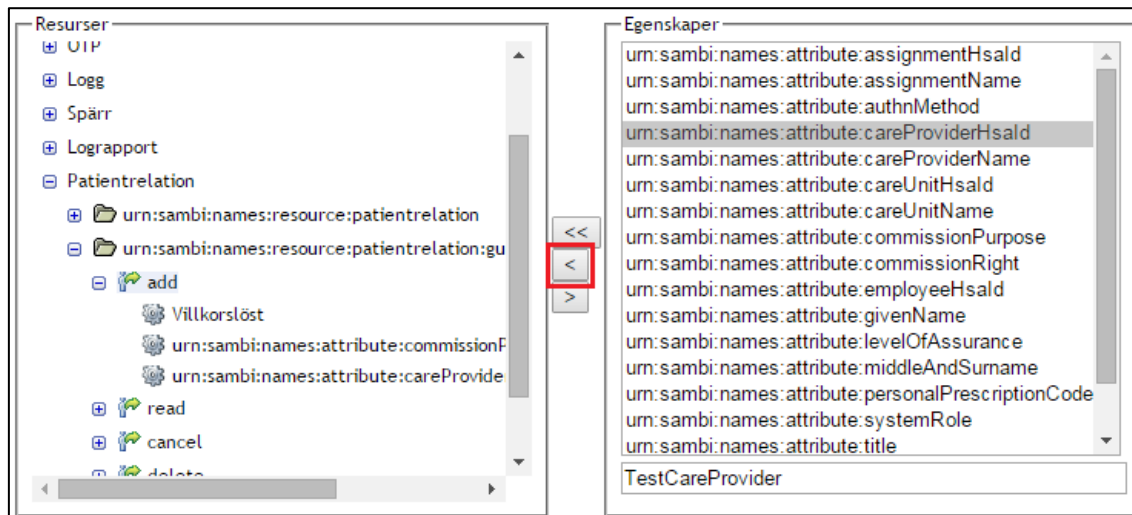 Resurser
OTP
Logg
Spärr
Lograpport
Patientrelation
urn:sambi:names:resource:patientrelation
urn:sambi:names:resource:patientrelation:gu
add
Villkorslöst
urn:sambi:names:attribute:commissionP
urn:sambi:names:attribute:careProvide
read
cancel
delete
<<
<
>
Egenskaper
urn:sambi:names:attribute:assignmentHsaId
urn:sambi:names:attribute:assignmentName
urn:sambi:names:attribute:authnMethod
urn:sambi:names:attribute:careProviderHsaId
urn:sambi:names:attribute:careProviderName
urn:sambi:names:attribute:careUnitHsaId
urn:sambi:names:attribute:careUnitName
urn:sambi:names:attribute:commissionPurpose
urn:sambi:names:attribute:commissionRight
urn:sambi:names:attribute:employeeHsaId
urn:sambi:names:attribute:givenName
urn:sambi:names:attribute:levelOfAssurance
urn:sambi:names:attribute:middleAndSurname
urn:sambi:names:attribute:personalPrescriptionCode
urn:sambi:names:attribute:systemRole
urn:sambi:names:attribute:title
TestCareProvider